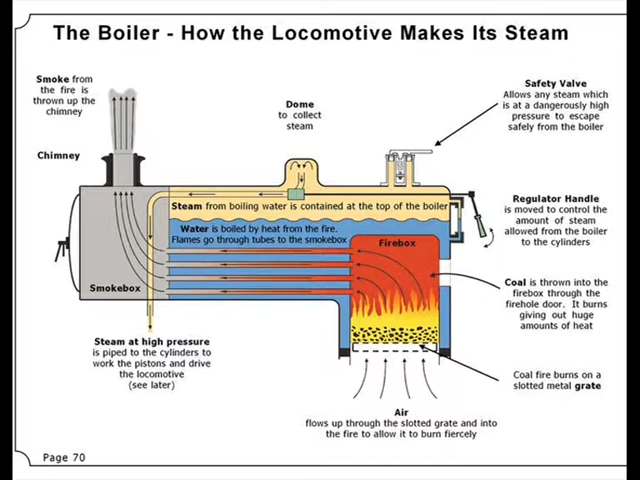 The Boiler - How the Locomotive Makes Its Steam
Smoke from
the fire is
thrown up the
chimney
Chimney
Dome
to collect
steam
Safety Valve
Allows any steam which
is at a dangerously high
pressure to escape
safely from the boiler
Steam from boiling water is contained at the top of the boiler
Regulator Handle
is moved to control the
amount of steam
allowed from the boiler
to the cylinders
Water is boiled by heat from the fire.
Flames go through tubes to the smokebox
Firebox
Smokebox
Coal is thrown into the
firebox through the
firehole door. It burns
giving out huge
amounts of heat
Steam at high pressure
is piped to the cylinders to
work the pistons and drive
the locomotive
(see later)
Coal fire burns on a
slotted metal grate
Air
flows up through the slotted grate and into
the fire to allow it to burn fiercely
Page 70